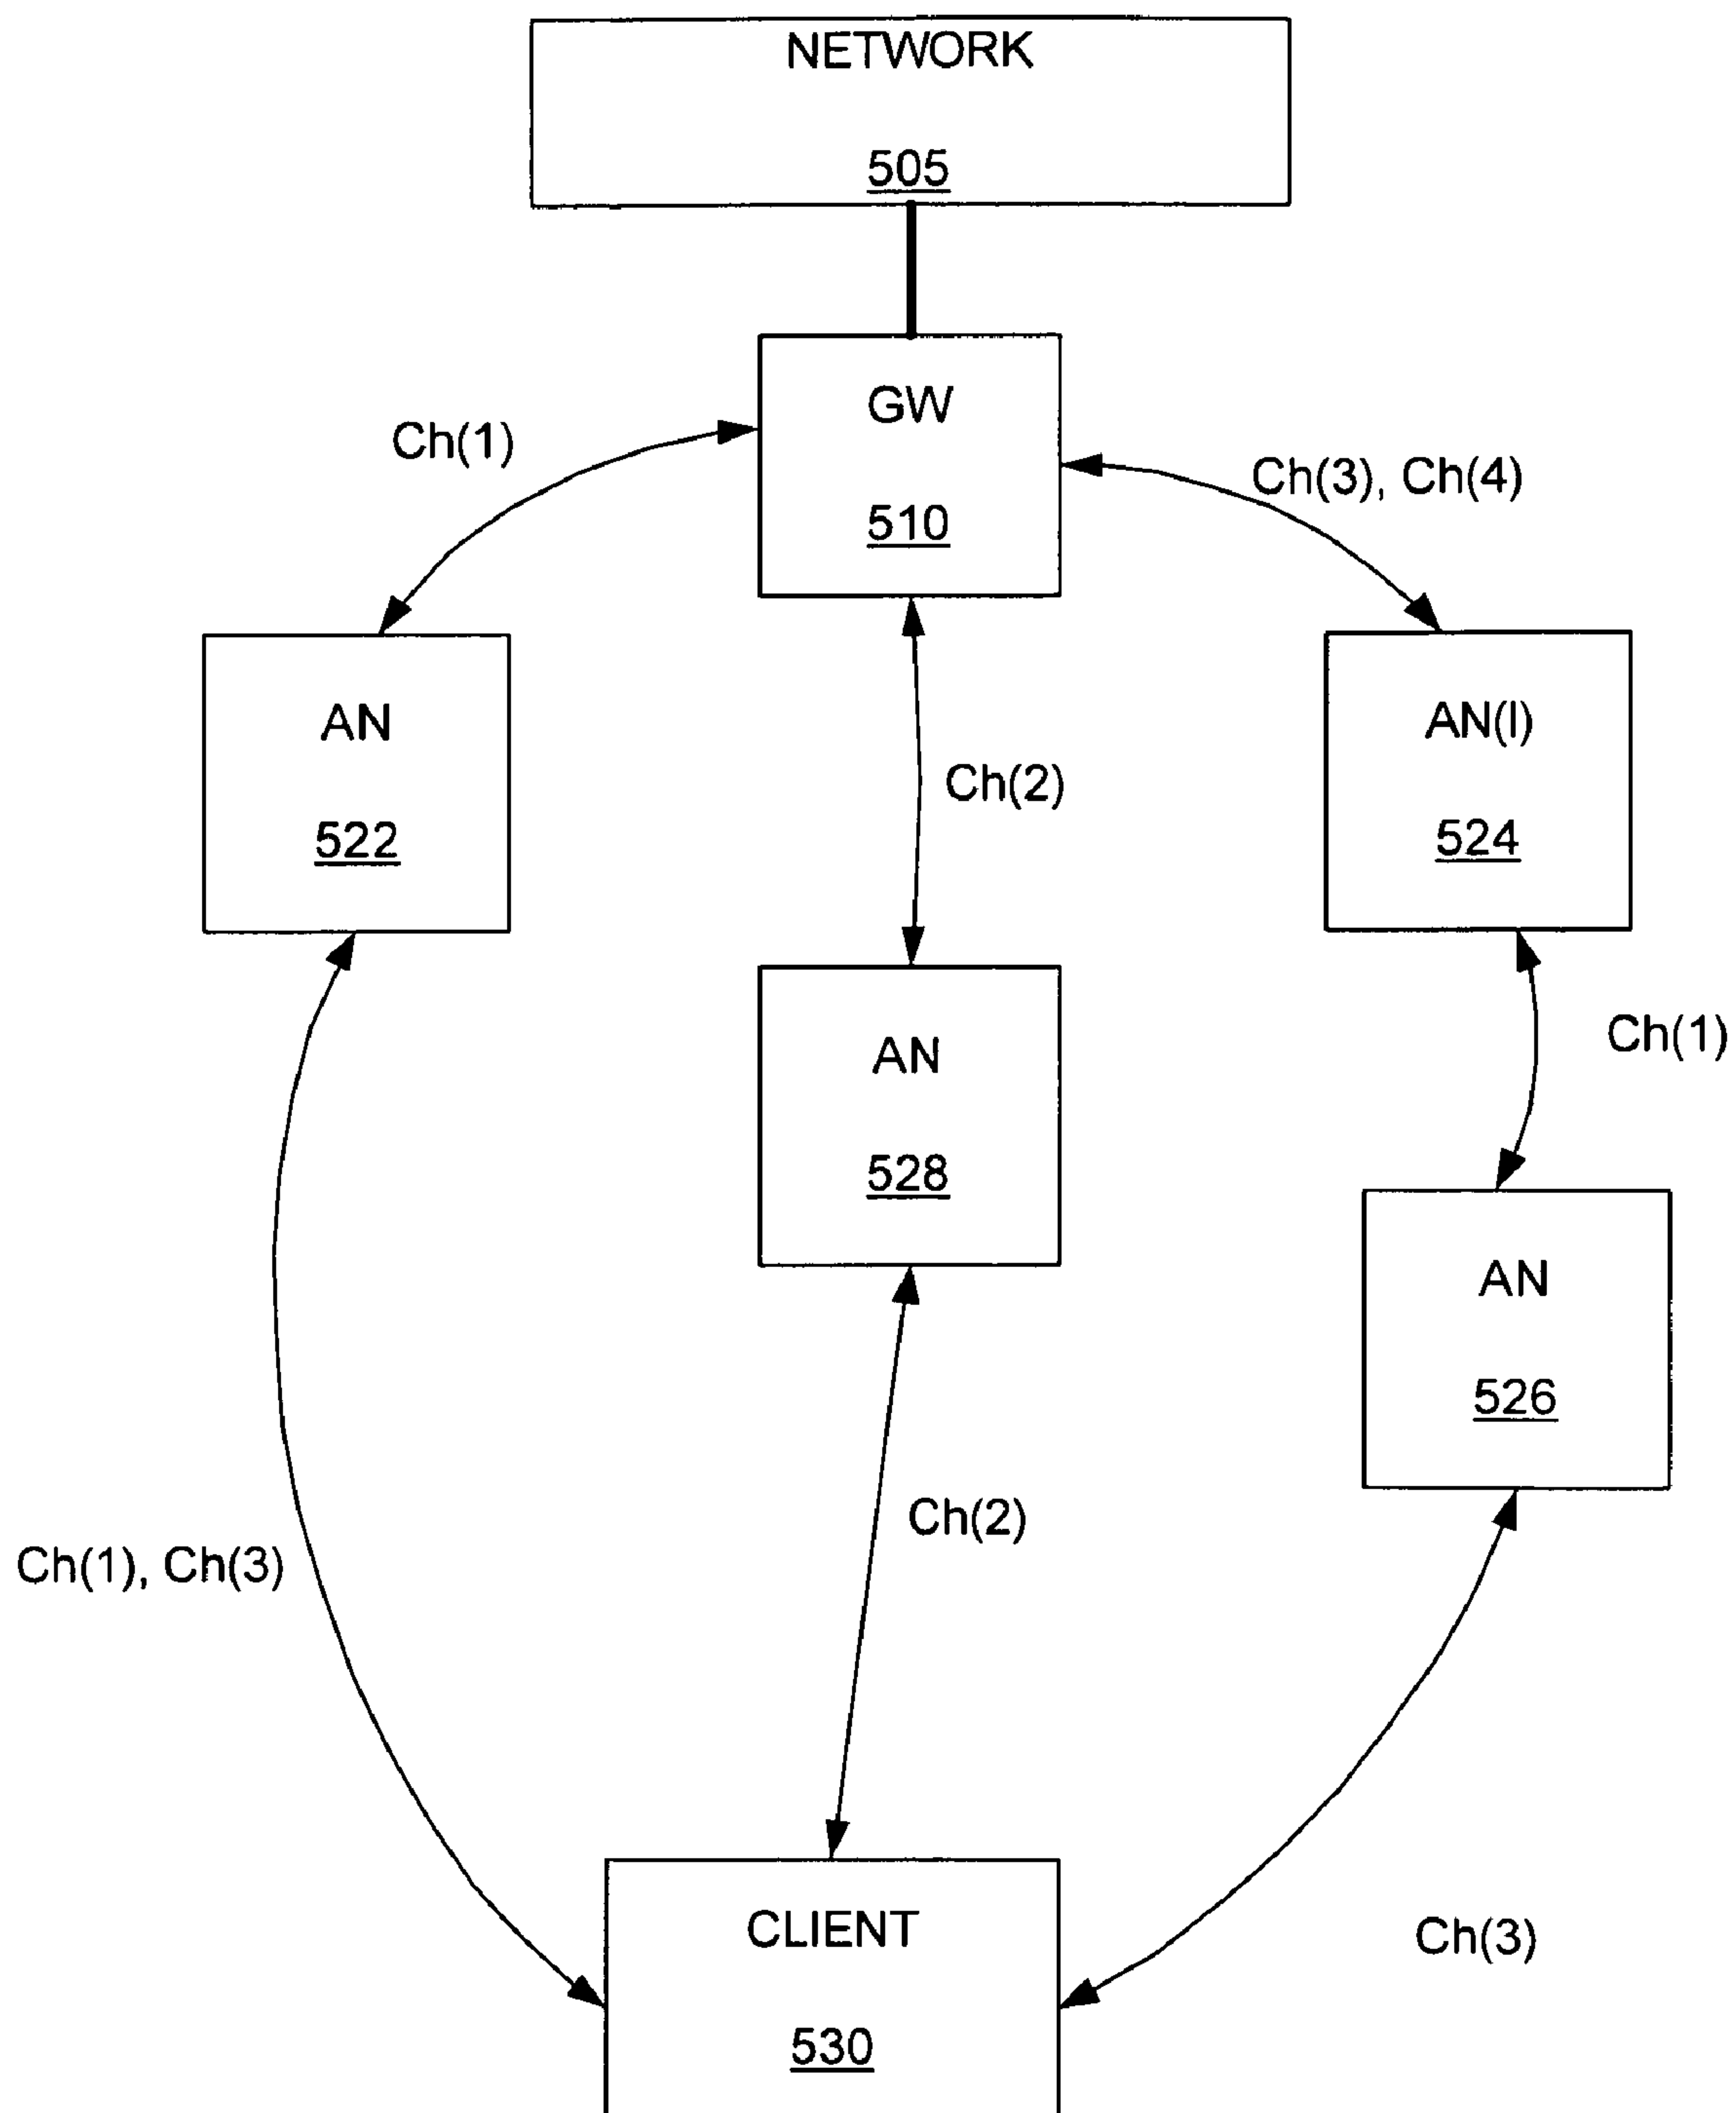 NETWORK
505
GW
510
Ch(1)
Ch(3), Ch(4)
AN
522
Ch(2)
AN(I)
524
AN
528
Ch(1)
AN
526
Ch(1), Ch(3)
Ch(2)
Ch(3)
CLIENT
530